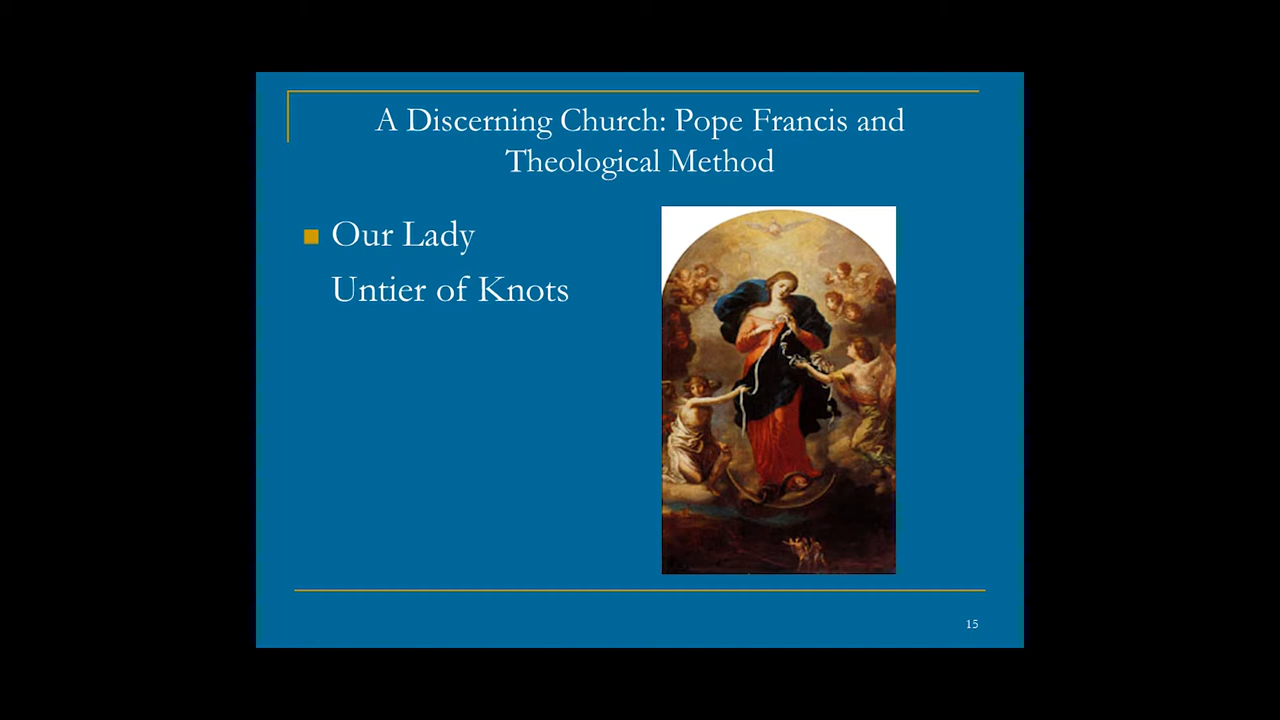 A Discerning Church: Pope Francis and
Theological Method
Our Lady
Untier of Knots
15